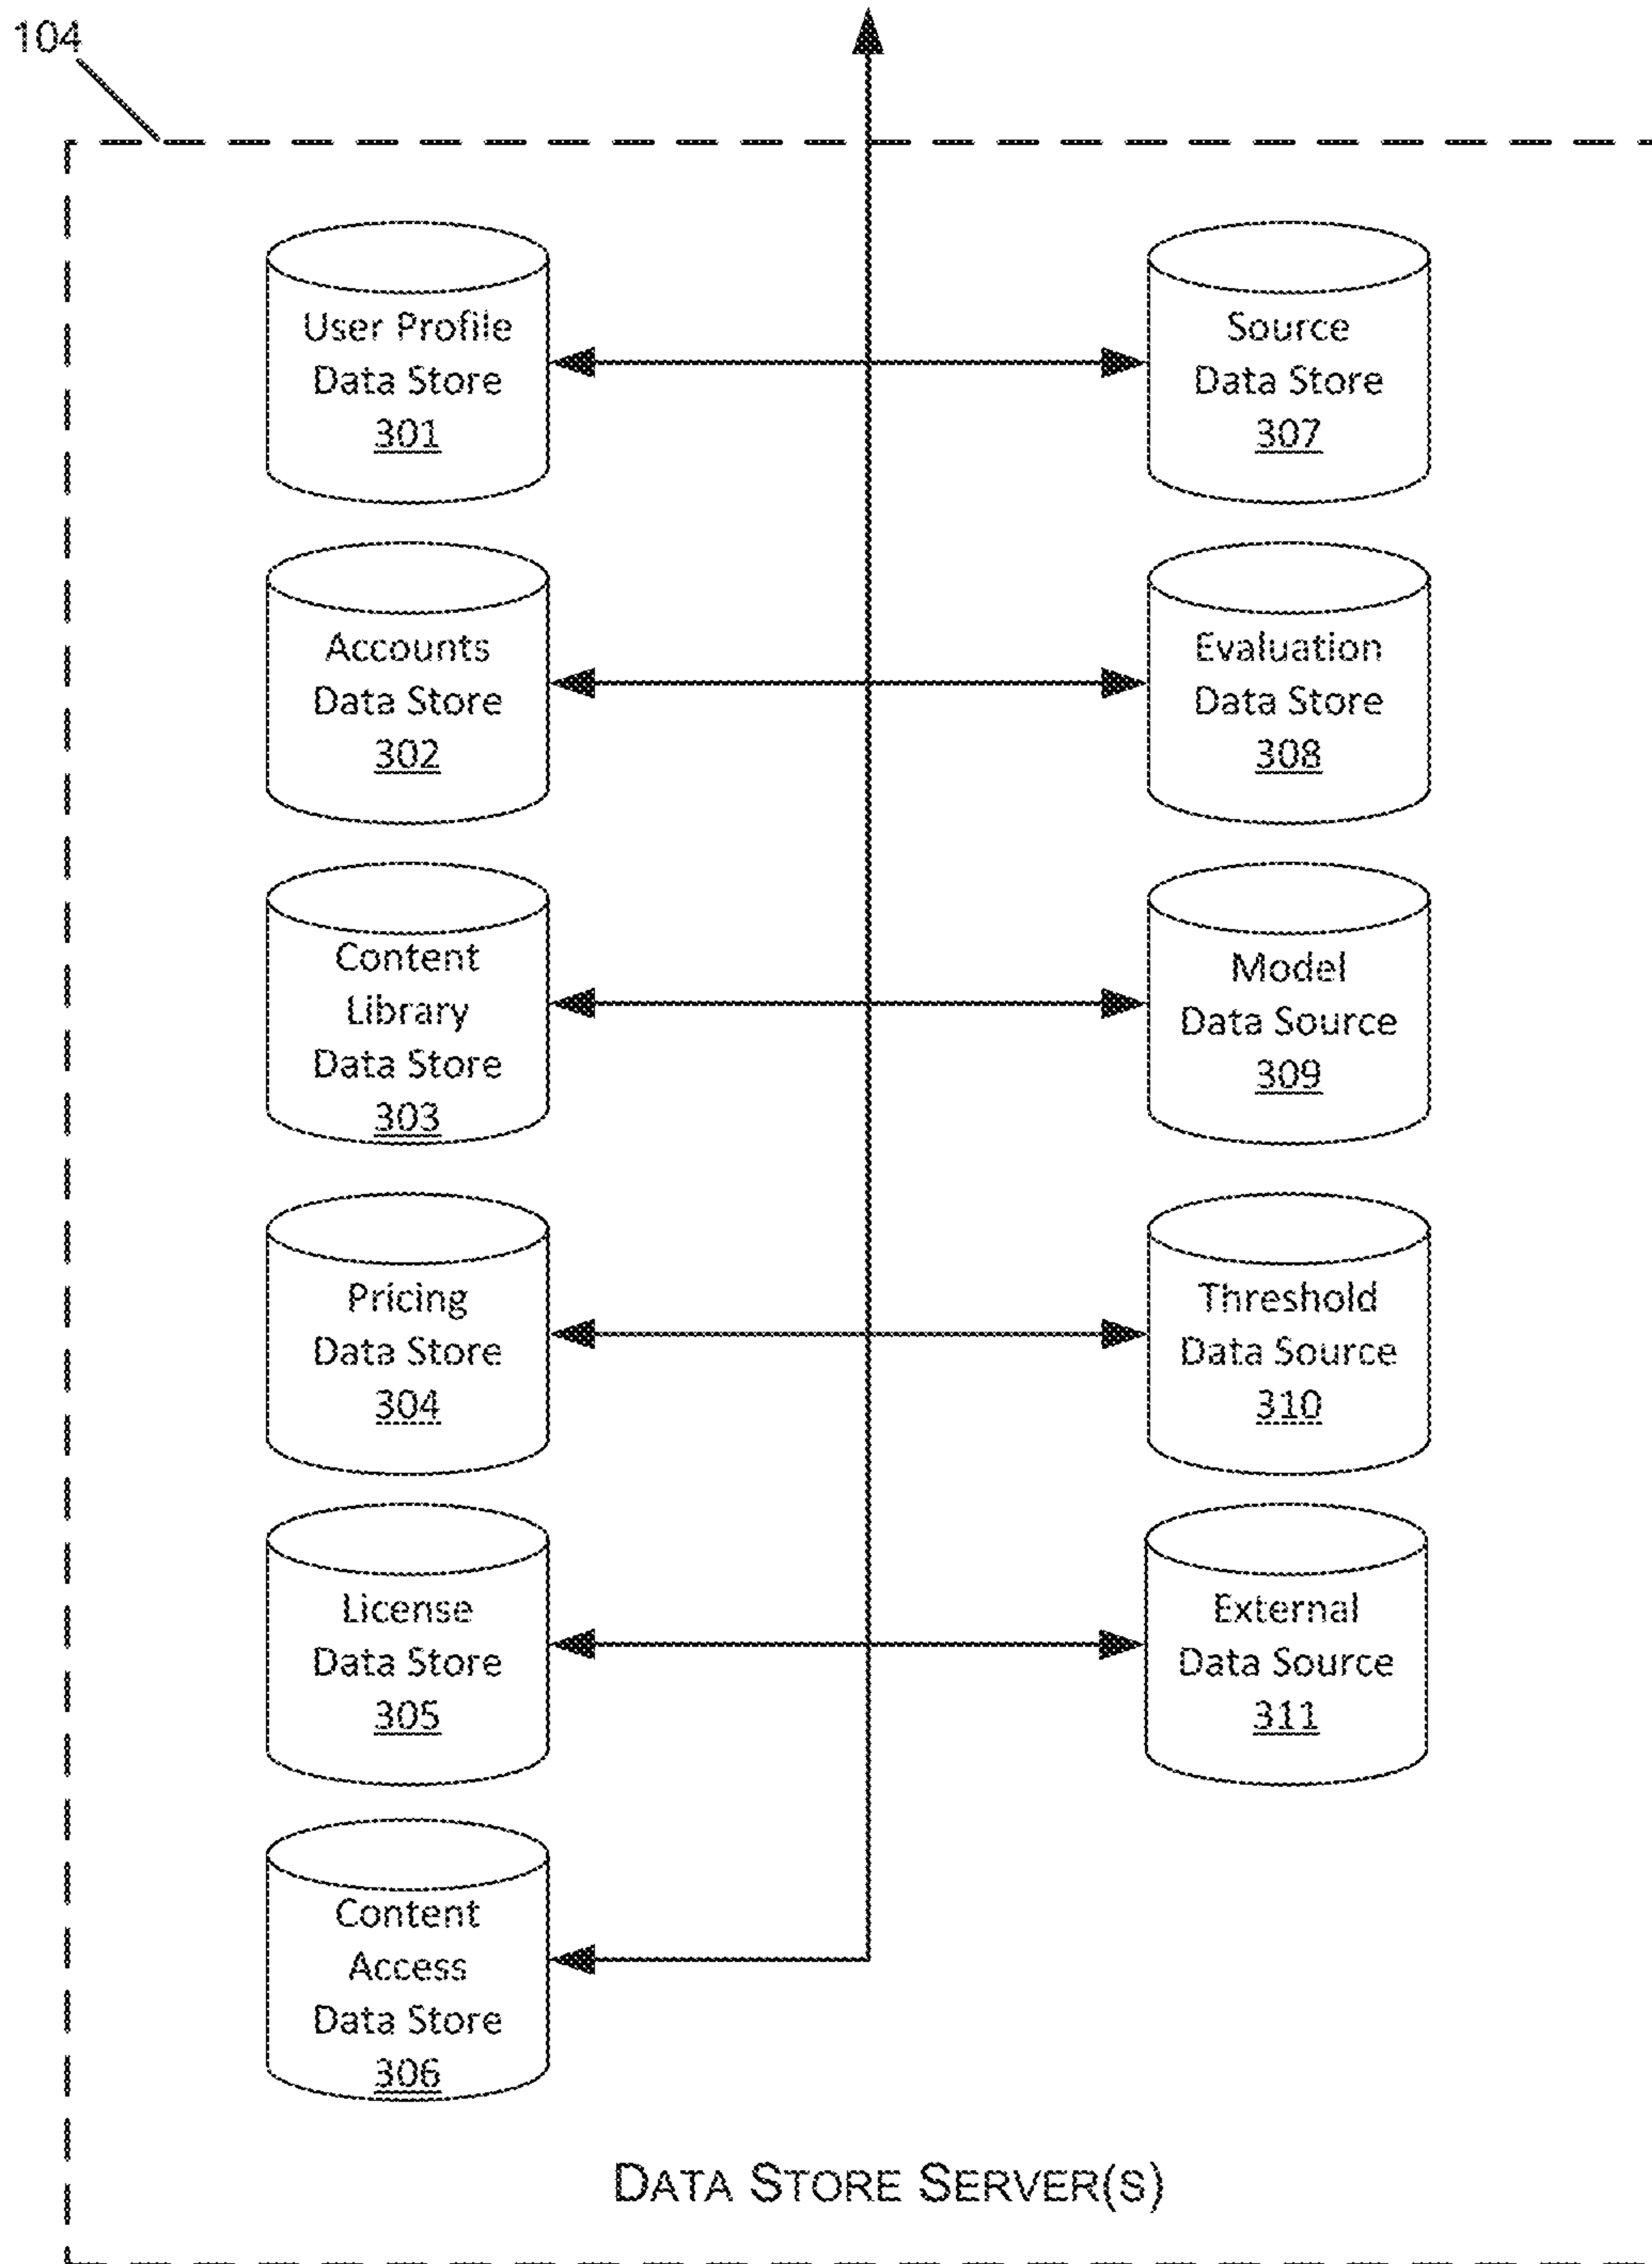 104
User Profile
Data Store
301
Source
Data Store
307
Accounts
Data Store
302
Evaluation
Data Store
308
Content
Library
Data Store
303
Model
Data Source
309
Pricing
Data Store
304
Threshold
Data Source
310
License
Data Store
305
External
Data Source
311
Content
Access
Data Store
306
DATA STORE SERVER(S)